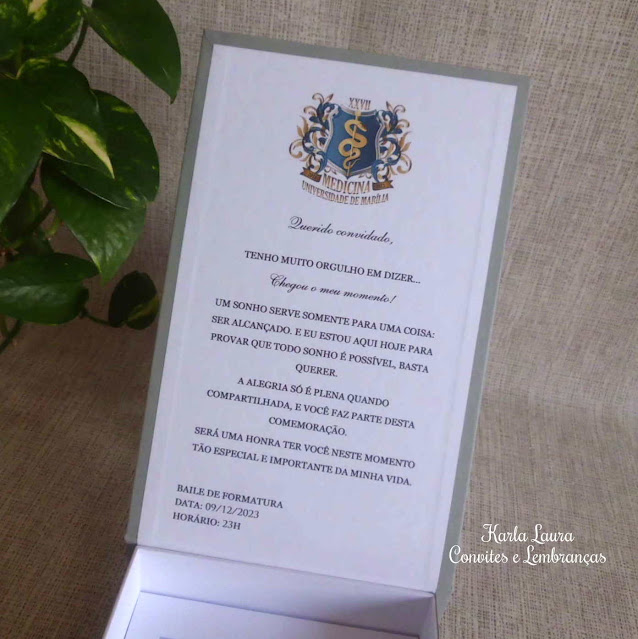 XXVII
MEDICINA
UNIVERSIDADE DE MARÍLIA
Querido convidado,
TENHO MUITO ORGULHO EM DIZER...
Chegou o meu momento!
UM SONHO SERVE SOMENTE PARA UMA COISA:
SER ALCANÇADO. E EU ESTOU AQUI HOJE PARA
PROVAR QUE TODO SONHO É POSSÍVEL, BASTA
QUERER.
A ALEGRIA SÓ É PLENA QUANDO
COMPARTILHADA, E VOCÊ FAZ PARTE DESTA
COMEMORAÇÃO.
SERÁ UMA HONRA TER VOCÊ NESTE MOMENTO
TÃO ESPECIAL E IMPORTANTE DA MINHA VIDA.
BAILE DE FORMATURA
DATA: 09/12/2023
HORÁRIO: 23H
Karla Laura
Convites e Lembranças